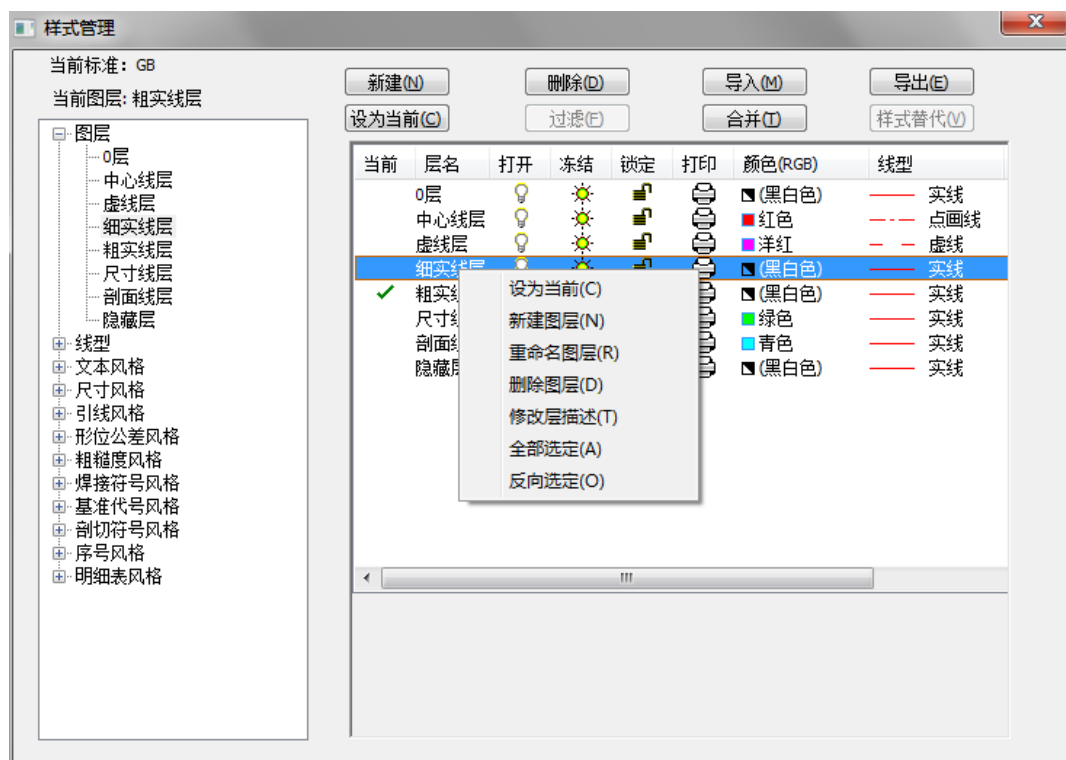 样式管理
当前标准: GB
当前图层: 粗实线层
新建(N) 删除(D) 导入(M) 导出(E)
设为当前(C) 过滤(F) 合并(T) 样式替代(V)
图层
0层
中心线层
虚线层
细实线层
粗实线层
尺寸线层
剖面线层
隐藏层
线型
文本风格
尺寸风格
引线风格
形位公差风格
粗糙度风格
焊接符号风格
基准代号风格
剖切符号风格
序号风格
明细表风格
当前 层名 打开 冻结 锁定 打印 颜色(RGB) 线型
0层 (黑白色) 实线
中心线层 红色 点画线
虚线层 洋红 虚线
细实线层 (黑白色) 实线
粗实 (黑白色) 实线
尺寸 绿色 实线
剖面 青色 实线
隐藏层 (黑白色) 实线
设为当前(C)
新建图层(N)
重命名图层(R)
删除图层(D)
修改层描述(T)
全部选定(A)
反向选定(O)